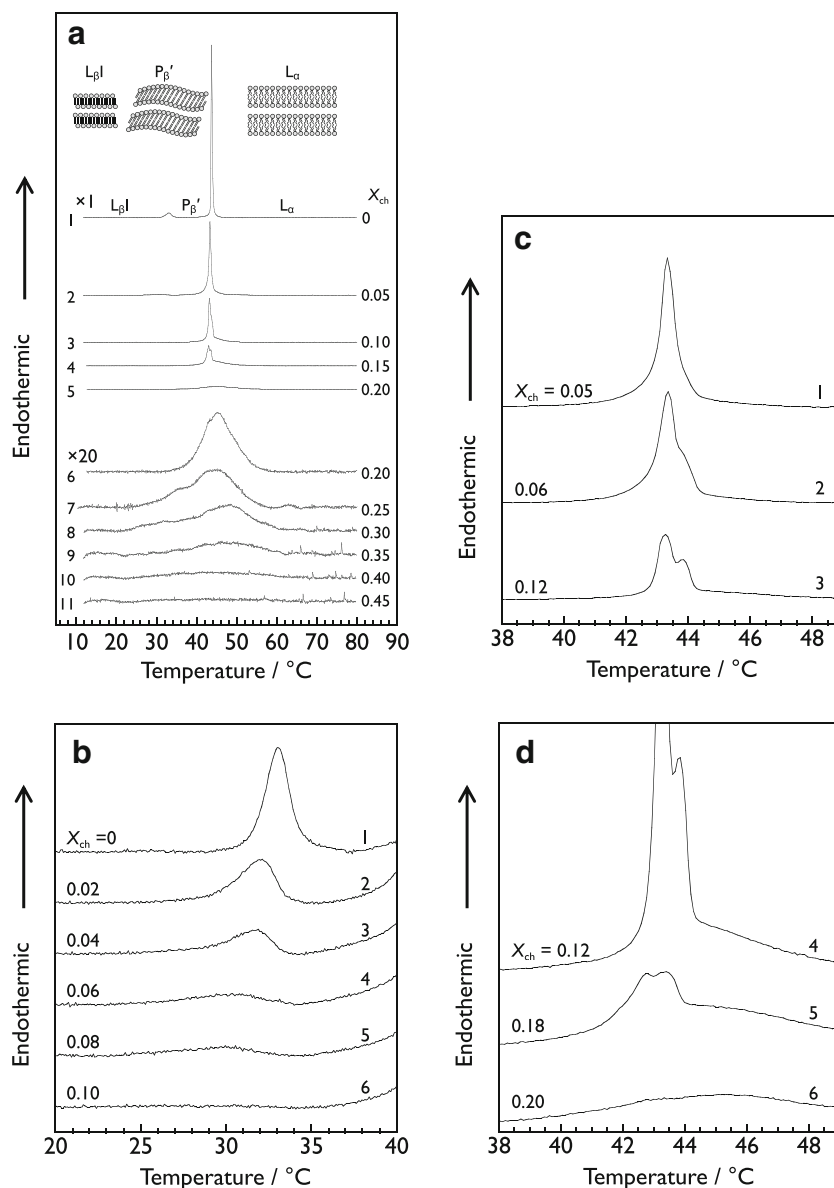 a
LβI Pβ′ Lα
×1 LβI Pβ′ Lα Xch
1 0
2 0.05
3 0.10
4 0.15
5 0.20
×20
6 0.20
7 0.25
8 0.30
9 0.35
10 0.40
11 0.45
10 20 30 40 50 60 70 80 90
Temperature / °C
Endothermic
c
Xch = 0.05 1
0.06 2
0.12 3
38 40 42 44 46 48
Temperature / °C
Endothermic
b
Xch =0 1
0.02 2
0.04 3
0.06 4
0.08 5
0.10 6
20 25 30 35 40
Temperature / °C
Endothermic
d
Xch = 0.12 4
0.18 5
0.20 6
38 40 42 44 46 48
Temperature / °C
Endothermic